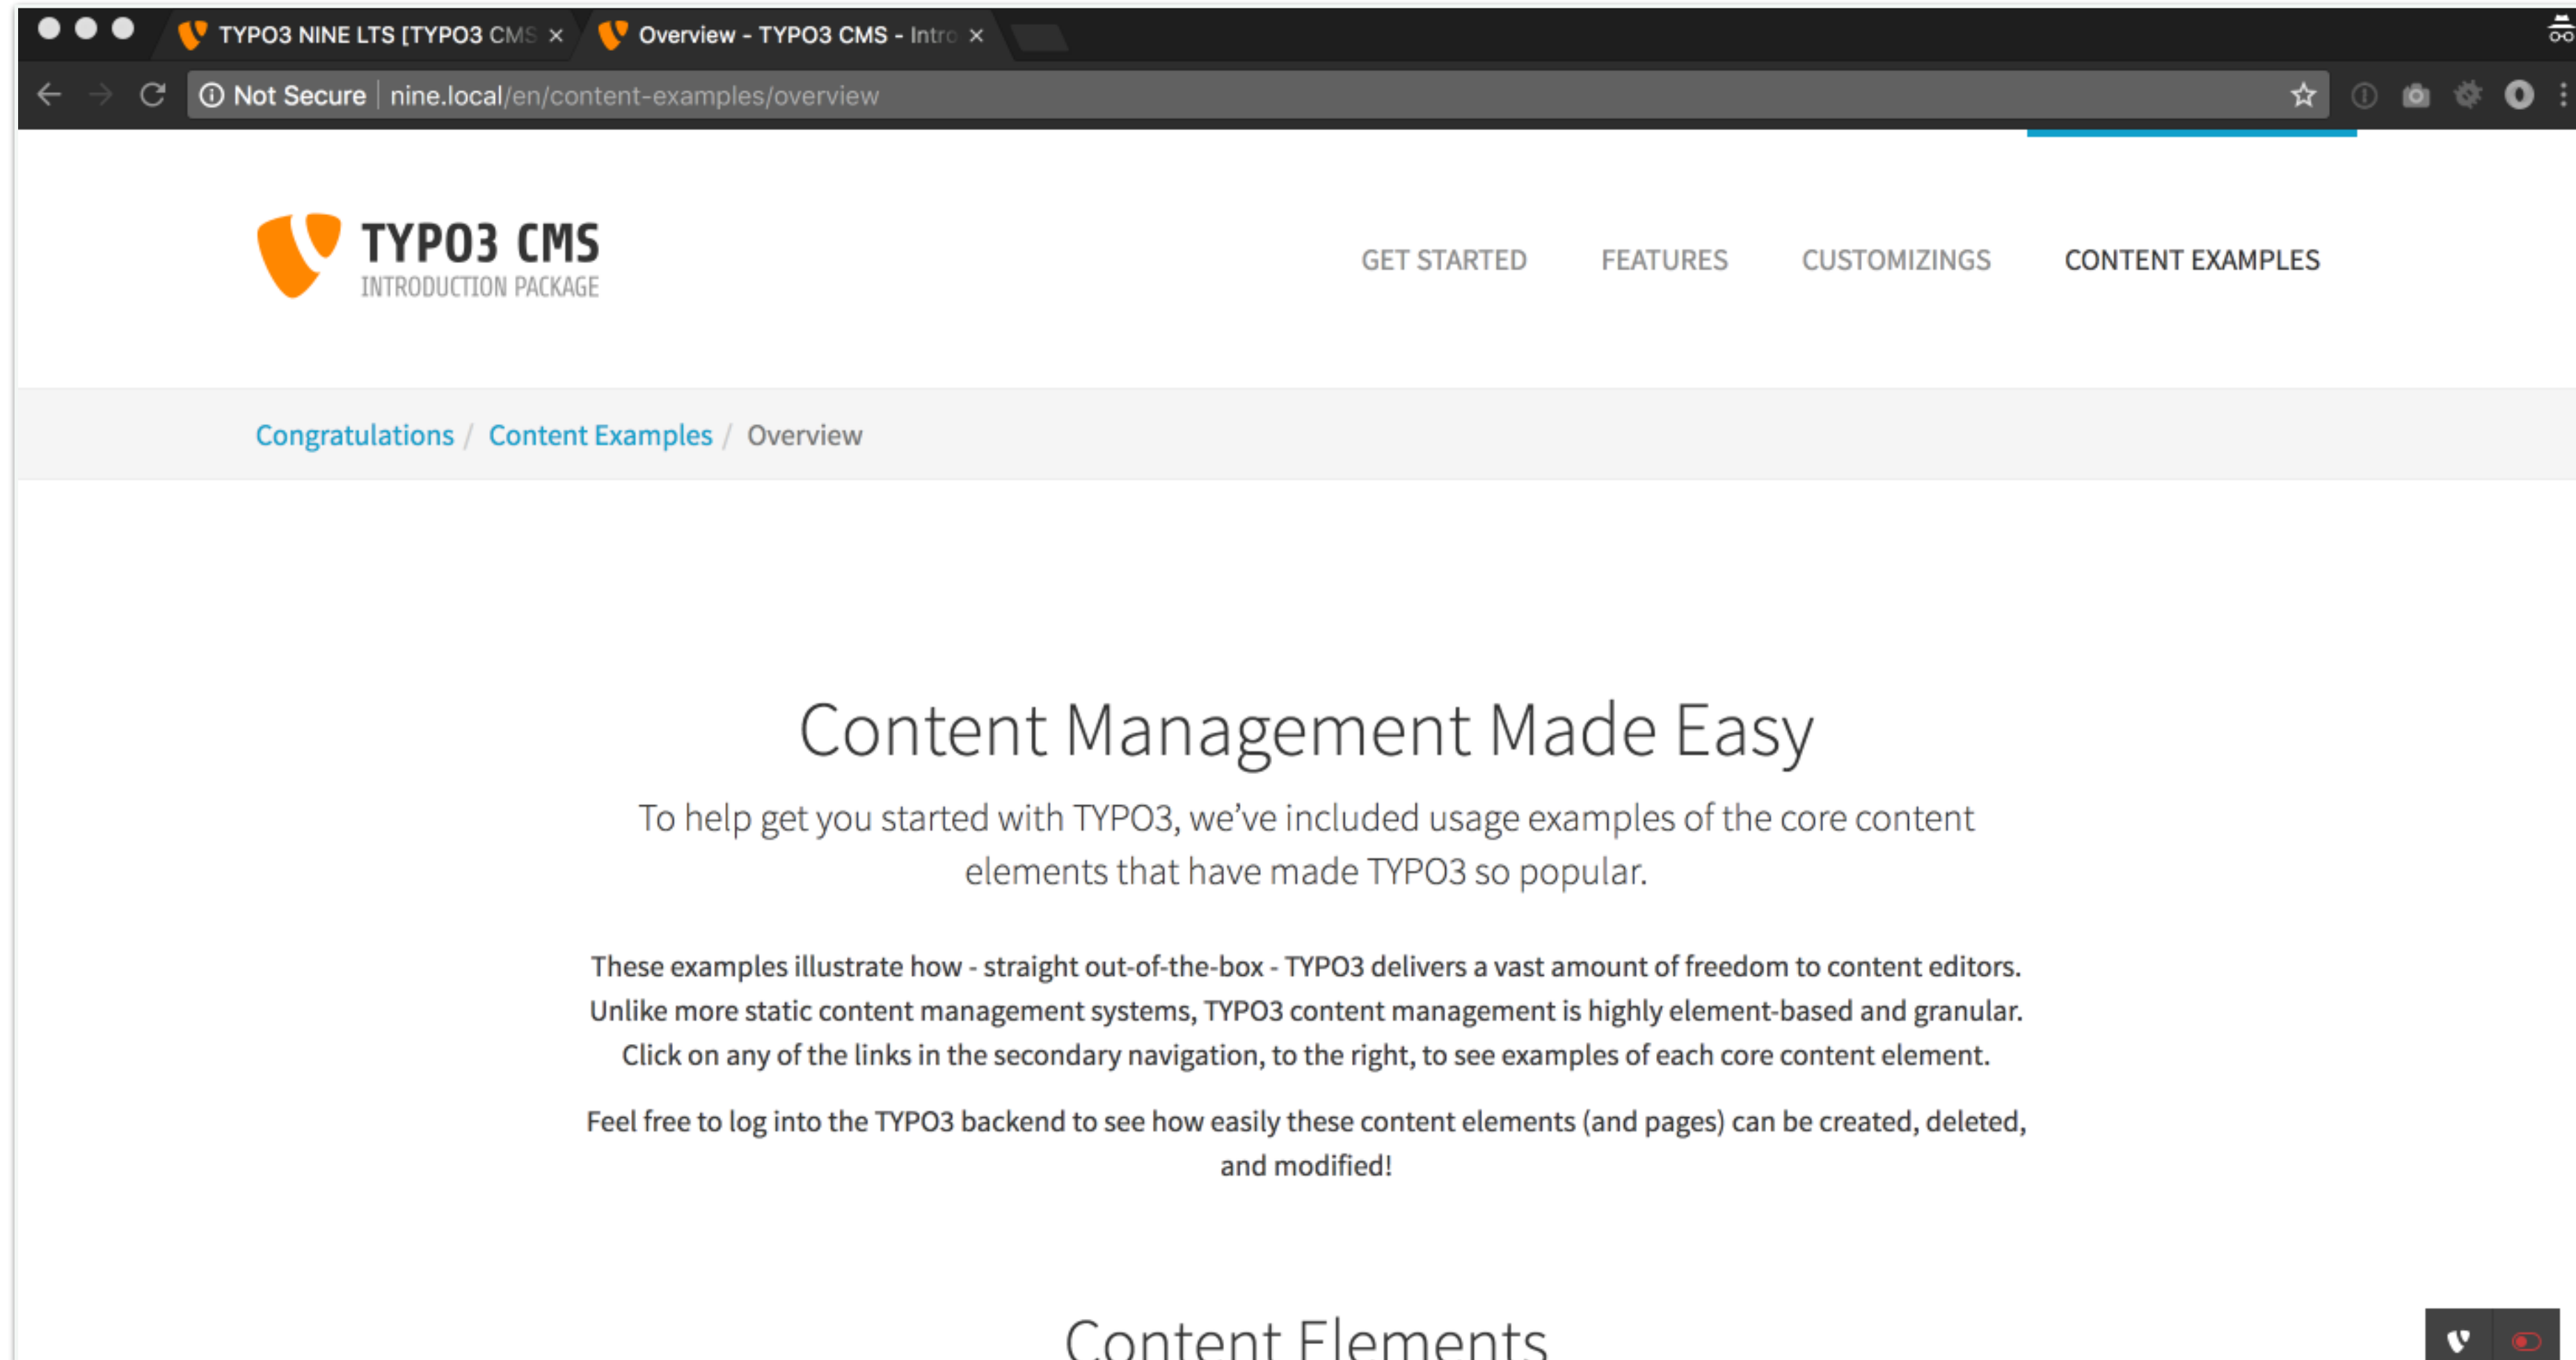 TYPO3 NINE LTS [TYPO3 CMS
Overview - TYPO3 CMS - Intro
Not Secure | nine.local/en/content-examples/overview
TYPO3 CMS
INTRODUCTION PACKAGE
GET STARTED FEATURES CUSTOMIZINGS CONTENT EXAMPLES
Congratulations / Content Examples / Overview
Content Management Made Easy
To help get you started with TYPO3, we’ve included usage examples of the core content
elements that have made TYPO3 so popular.
These examples illustrate how - straight out-of-the-box - TYPO3 delivers a vast amount of freedom to content editors.
Unlike more static content management systems, TYPO3 content management is highly element-based and granular.
Click on any of the links in the secondary navigation, to the right, to see examples of each core content element.
Feel free to log into the TYPO3 backend to see how easily these content elements (and pages) can be created, deleted,
and modified!
Content Elements